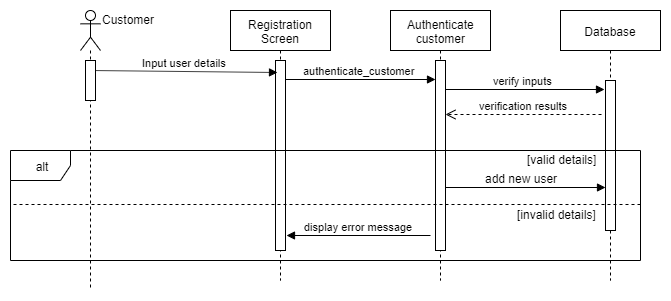 Customer
Registration
Screen
Authenticate
customer
Database
Input user details
authenticate_customer
verify inputs
verification results
alt
[valid details]
add new user
[invalid details]
display error message